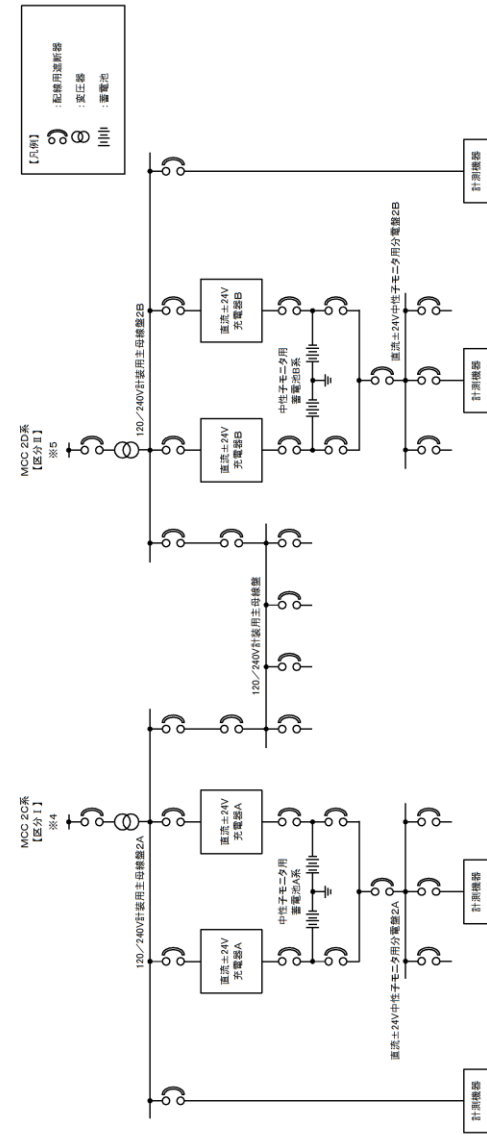 MCC 2C系
【区分Ⅰ】
※4
120／240V計装用主母線盤2A
直流±24V
充電器A
直流±24V
充電器A
中性子モニタ用
蓄電池A系
直流±24V中性子モニタ用分電盤2A
計測機器
計測機器
120／240V計装用主母線盤
MCC 2D系
【区分Ⅱ】
※5
120／240V計装用主母線盤2B
直流±24V
充電器B
直流±24V
充電器B
中性子モニタ用
蓄電池B系
直流±24V中性子モニタ用分電盤2B
計測機器
計測機器
【凡例】
：配線用遮断器
：変圧器
：蓄電池